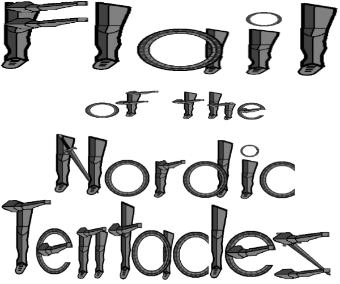 Flail
of the
Nordic
Tentacles